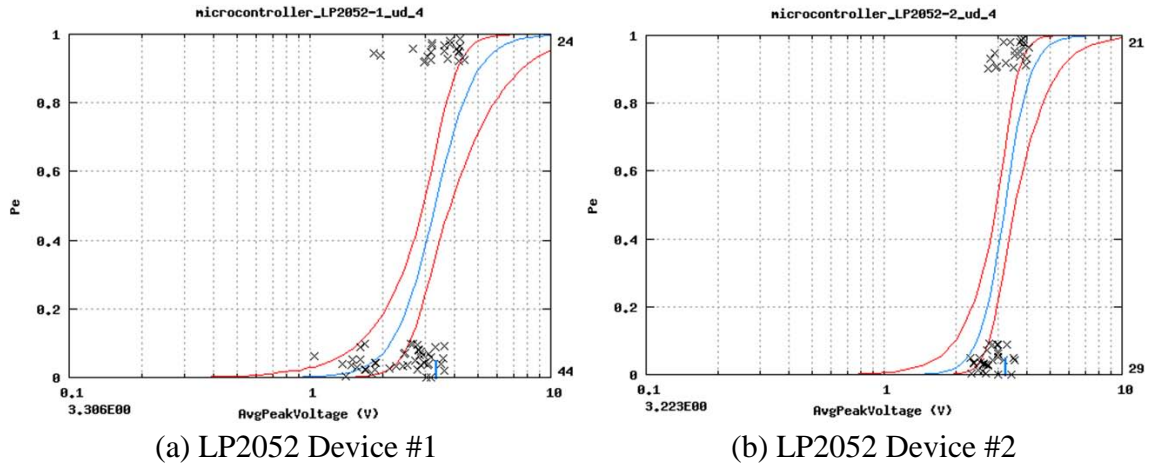 microcontroller_LP2052-1_ud_4
1
0.8
0.6
0.4
0.2
0
Pe
24
44
0.1
1
10
3.306E00
AvgPeakVoltage (V)
(a) LP2052 Device #1
microcontroller_LP2052-2_ud_4
1
0.8
0.6
0.4
0.2
0
Pe
21
29
0.1
1
10
3.223E00
AvgPeakVoltage (V)
(b) LP2052 Device #2